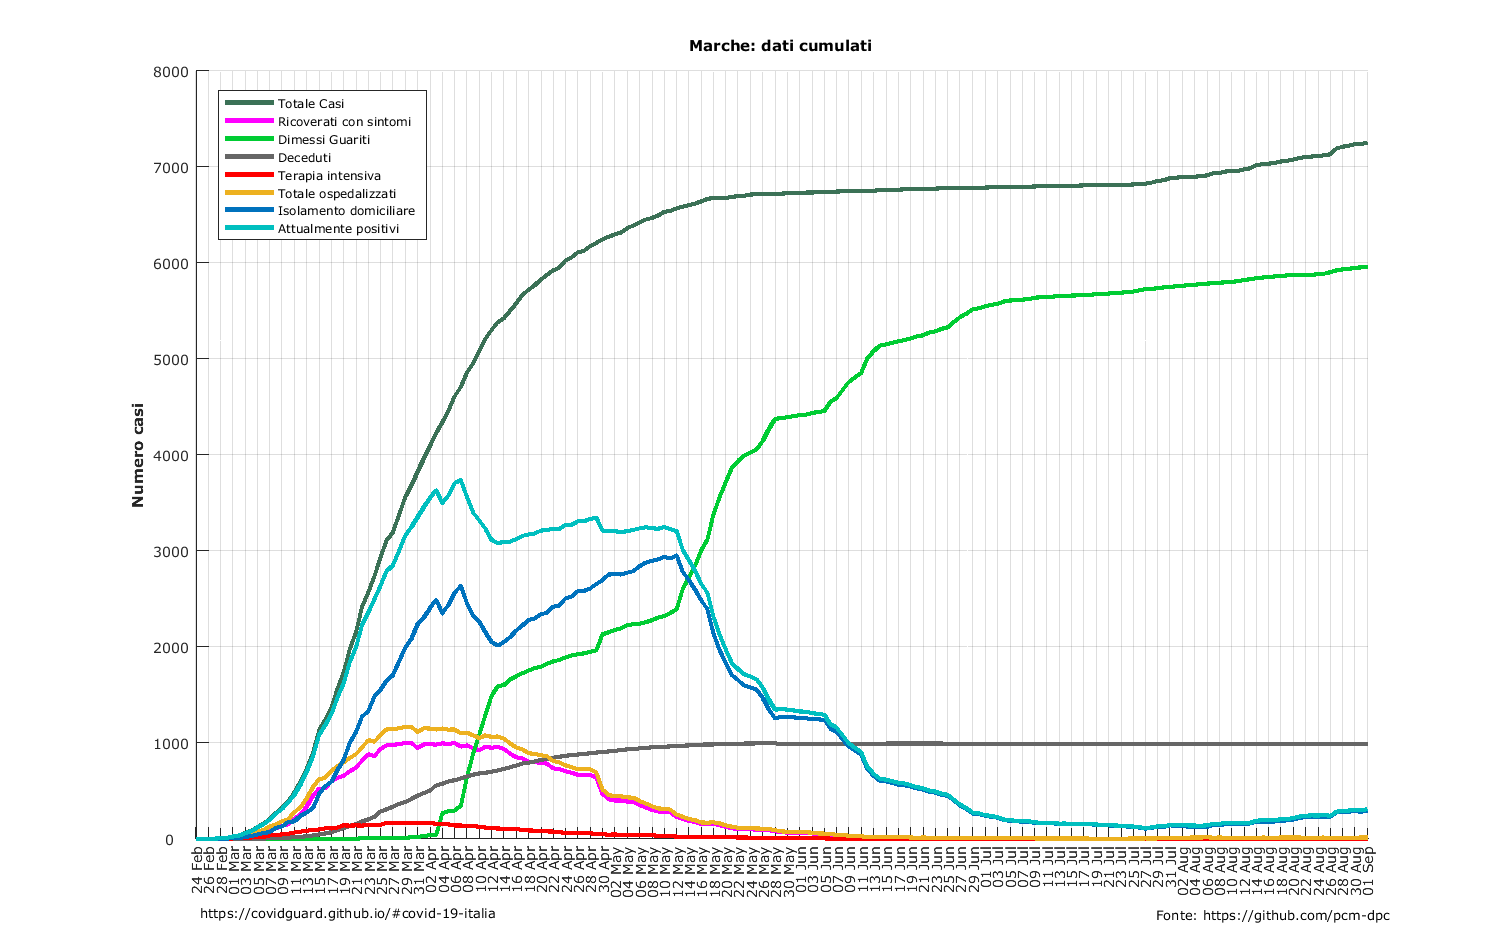 Marche: dati cumulati
8000
7000
6000
5000
4000
3000
2000
1000
0
Numero casi
Totale Casi
Ricoverati con sintomi
Dimessi Guariti
Deceduti
Terapia intensiva
Totale ospedalizzati
Isolamento domiciliare
Attualmente positivi
24 Feb
26 Feb
28 Feb
01 Mar
03 Mar
05 Mar
07 Mar
09 Mar
11 Mar
13 Mar
15 Mar
17 Mar
19 Mar
21 Mar
23 Mar
25 Mar
27 Mar
29 Mar
31 Mar
02 Apr
04 Apr
06 Apr
08 Apr
10 Apr
12 Apr
14 Apr
16 Apr
18 Apr
20 Apr
22 Apr
24 Apr
26 Apr
28 Apr
30 Apr
02 May
04 May
06 May
08 May
10 May
12 May
14 May
16 May
18 May
20 May
22 May
24 May
26 May
28 May
30 May
01 Jun
03 Jun
05 Jun
07 Jun
09 Jun
11 Jun
13 Jun
15 Jun
17 Jun
19 Jun
21 Jun
23 Jun
25 Jun
27 Jun
29 Jun
01 Jul
03 Jul
05 Jul
07 Jul
09 Jul
11 Jul
13 Jul
15 Jul
17 Jul
19 Jul
21 Jul
23 Jul
25 Jul
27 Jul
29 Jul
31 Jul
02 Aug
04 Aug
06 Aug
08 Aug
10 Aug
12 Aug
14 Aug
16 Aug
18 Aug
20 Aug
22 Aug
24 Aug
26 Aug
28 Aug
30 Aug
01 Sep
https://covidguard.github.io/#covid-19-italia
Fonte: https://github.com/pcm-dpc